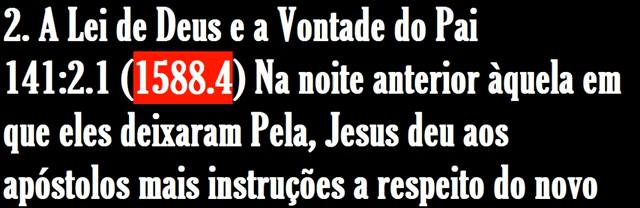 2. A Lei de Deus e a Vontade do Pai
141:2.1 (1588.4) Na noite anterior àquela em
que eles deixaram Pela, Jesus deu aos
apóstolos mais instruções a respeito do novo